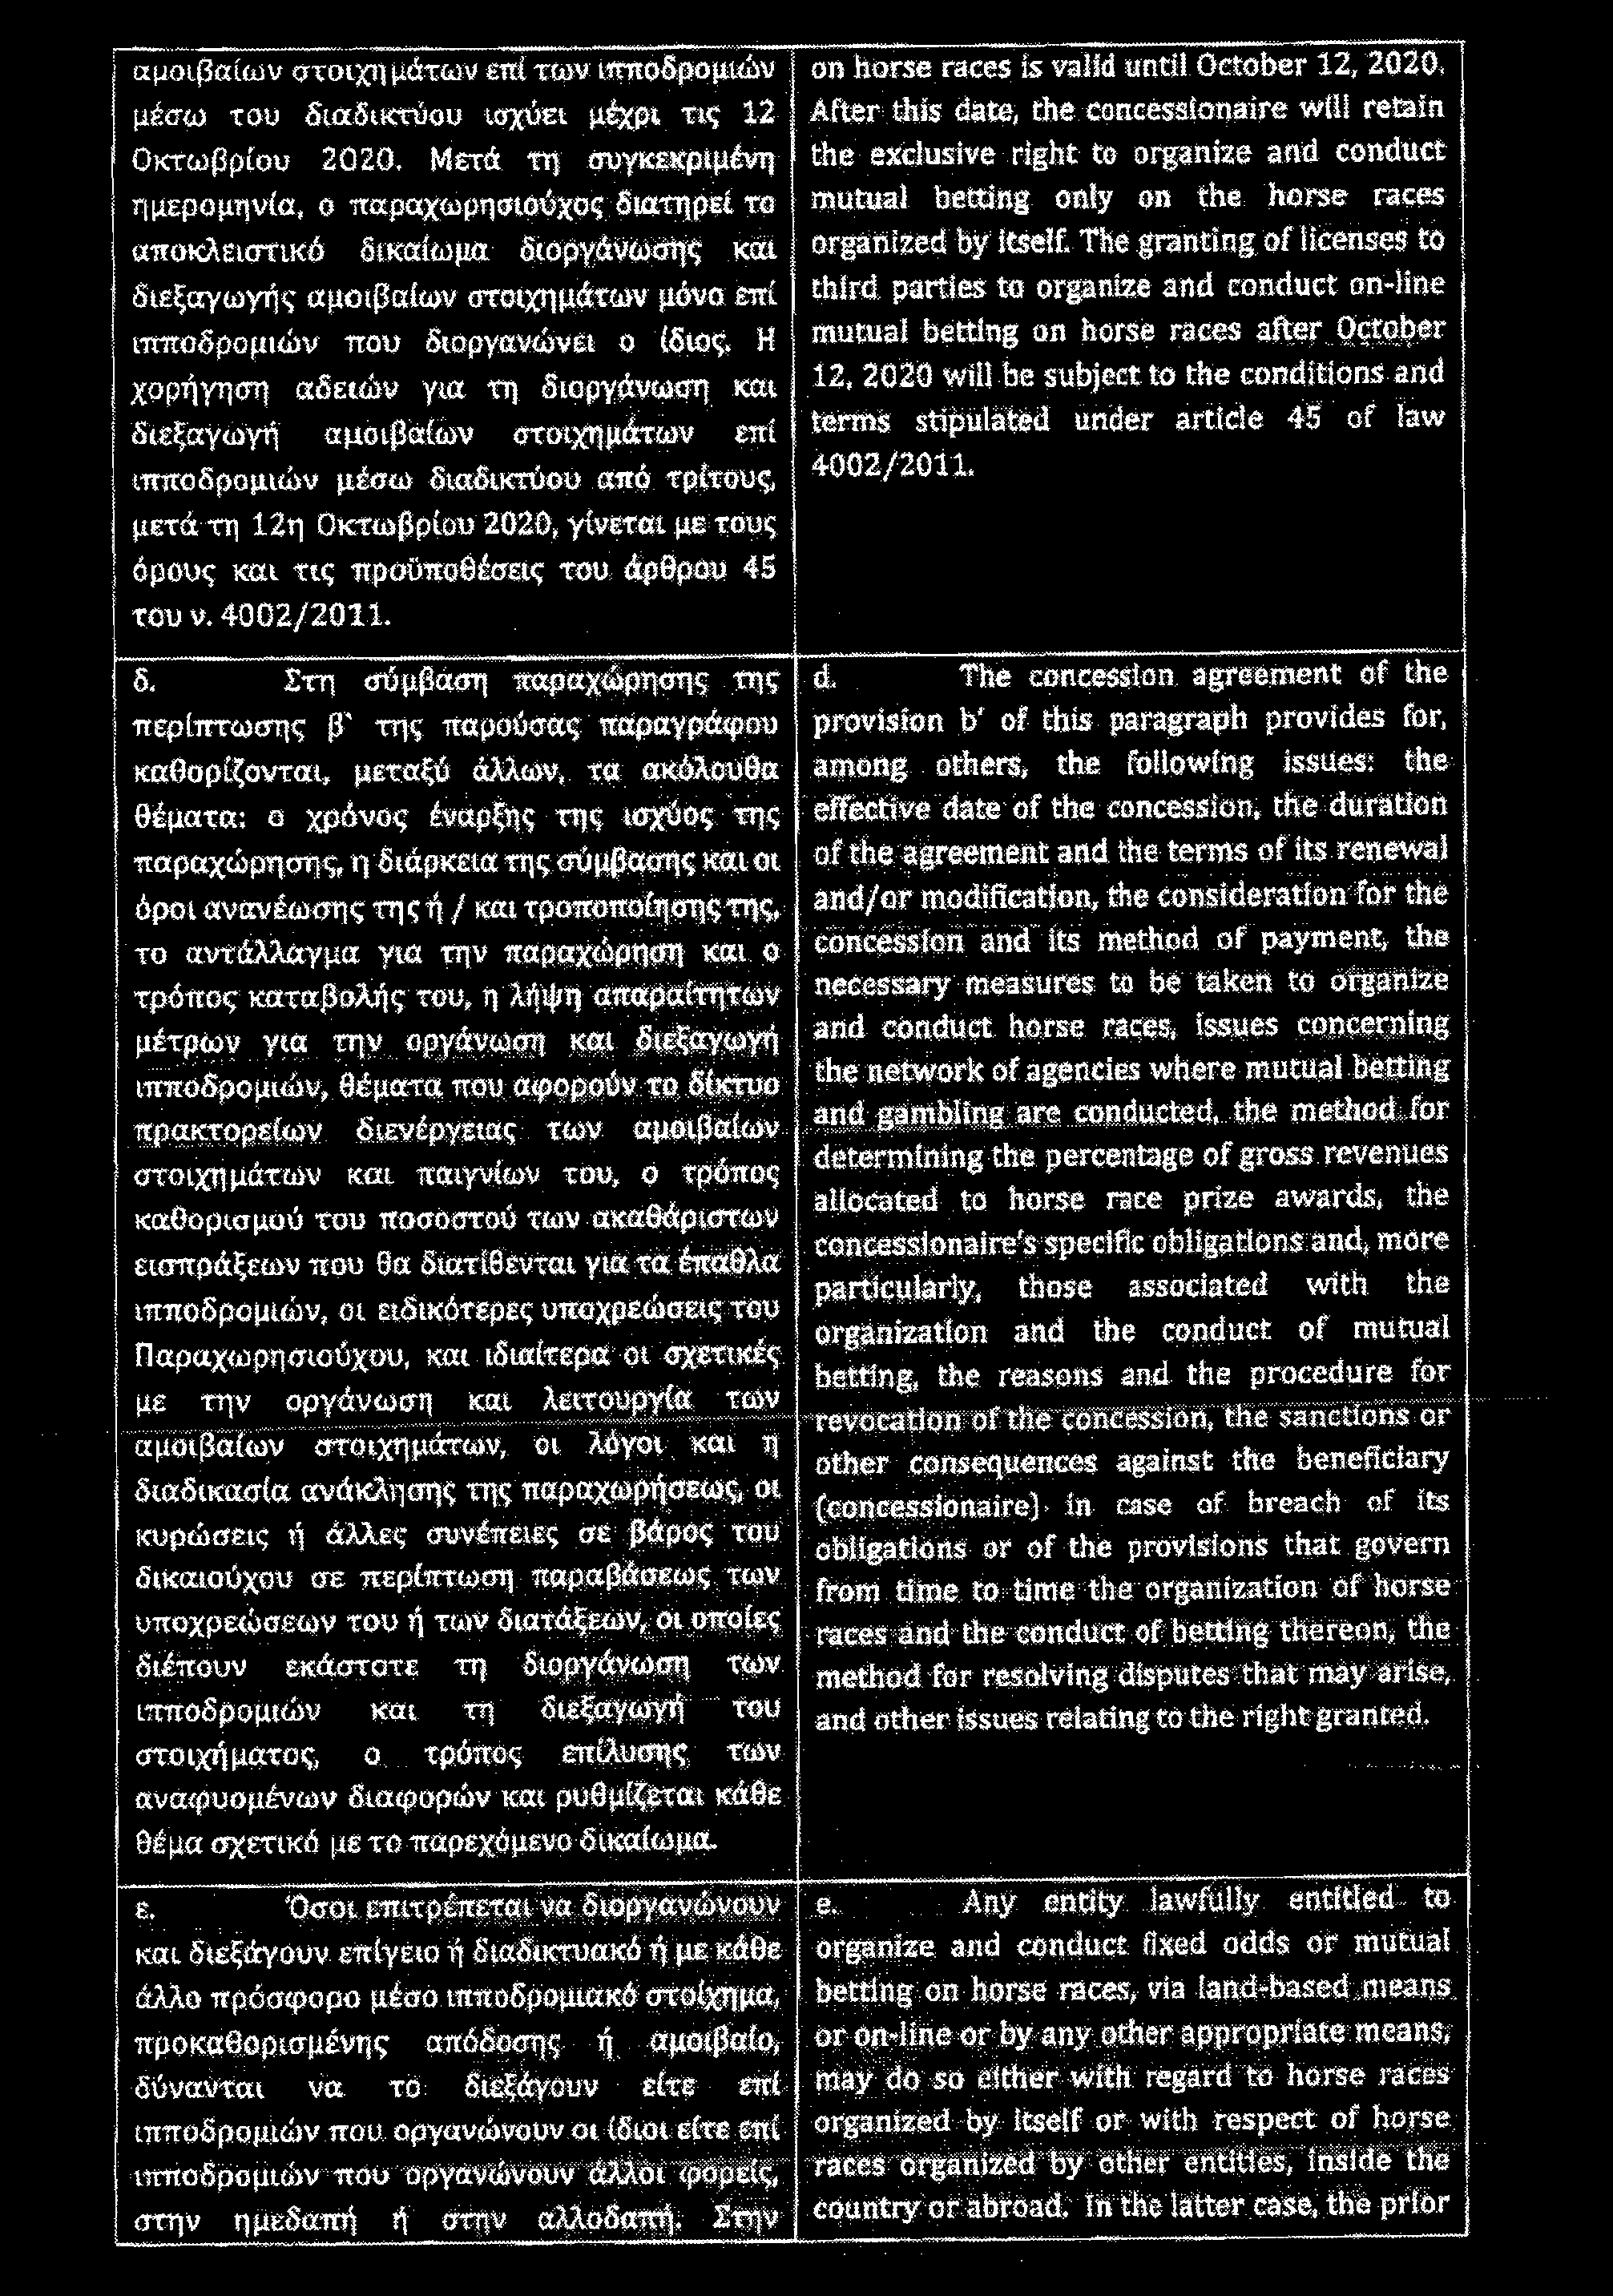 αμοιβαίων στοιχημάτων επί των ιπποδρομιών
μέσω του διαδικτύου ισχύει μέχρι τις 12
Οκτωβρίου 2020. Μετά τη συγκεκριμένη
ημερομηνία, ο παραχωρησιούχος διατηρεί το
αποκλειστικό δικαίωμα διοργάνωσης και
διεξαγωγής αμοιβαίων στοιχημάτων μόνο επί
ιπποδρομιών που διοργανώνει ο ίδιος. Η
χορήγηση αδειών για τη διοργάνωση και
διεξαγωγή αμοιβαίων στοιχημάτων επί
ιπποδρομιών μέσω διαδικτύου από τρίτους,
μετά τη 12η Οκτωβρίου 2020, γίνεται με τους
όρους και τις προϋποθέσεις του άρθρου 45
του ν. 4002/2011.
on horse races is valid until October 12, 2020.
After this date, the concessionaire will retain
the exclusive right to organize and conduct
mutual betting only on the horse races
organized by itself. The granting of licenses to
third parties to organize and conduct on-line
mutual betting on horse races after October
12, 2020 will be subject to the conditions and
terms stipulated under article 45 of law
4002/2011.
δ. Στη σύμβαση παραχώρησης της
περίπτωσης β' της παρούσας παραγράφου
καθορίζονται, μεταξύ άλλων, τα ακόλουθα
θέματα: ο χρόνος έναρξης της ισχύος της
παραχώρησης, η διάρκεια της σύμβασης και οι
όροι ανανέωσης της ή / και τροποποίησης της,
το αντάλλαγμα για την παραχώρηση και ο
τρόπος καταβολής του, η λήψη απαραίτητων
μέτρων για την οργάνωση και διεξαγωγή
ιπποδρομιών, θέματα που αφορούν το δίκτυο
πρακτορείων διενέργειας των αμοιβαίων
στοιχημάτων και παιγνίων του, ο τρόπος
καθορισμού του ποσοστού των ακαθάριστων
εισπράξεων που θα διατίθενται για τα έπαθλα
ιπποδρομιών, οι ειδικότερες υποχρεώσεις του
Παραχωρησιούχου, και ιδιαίτερα οι σχετικές
με την οργάνωση και λειτουργία των
αμοιβαίων στοιχημάτων, οι λόγοι και η
διαδικασία ανάκλησης της παραχωρήσεως, οι
κυρώσεις ή άλλες συνέπειες σε βάρος του
δικαιούχου σε περίπτωση παραβάσεως των
υποχρεώσεων του ή των διατάξεων, οι οποίες
διέπουν εκάστοτε τη διοργάνωση των
ιπποδρομιών και τη διεξαγωγή του
στοιχήματος, ο τρόπος επίλυσης των
αναφυομένων διαφορών και ρυθμίζεται κάθε
θέμα σχετικό με το παρεχόμενο δικαίωμα.
d. The concession agreement of the
provision b' of this paragraph provides for,
among others, the following issues: the
effective date of the concession, the duration
of the agreement and the terms of its renewal
and/or modification, the consideration for the
concession and its method of payment, the
necessary measures to be taken to organize
and conduct horse races, issues concerning
the network of agencies where mutual betting
and gambling are conducted, the method for
determining the percentage of gross revenues
allocated to horse race prize awards, the
concessionaire's specific obligations and, more
particularly, those associated with the
organization and the conduct of mutual
betting, the reasons and the procedure for
revocation of the concession, the sanctions or
other consequences against the beneficiary
(concessionaire) in case of breach of its
obligations or of the provisions that govern
from time to time the organization of horse
races and the conduct of betting thereon, the
method for resolving disputes that may arise,
and other issues relating to the right granted.
ε. Όσοι επιτρέπεται να διοργανώνουν
και διεξάγουν επίγειο ή διαδικτυακό ή με κάθε
άλλο πρόσφορο μέσο ιπποδρομιακό στοίχημα,
προκαθορισμένης απόδοσης ή αμοιβαίο,
δύνανται να το διεξάγουν είτε επί
ιπποδρομιών που οργανώνουν οι ίδιοι είτε επί
ιπποδρομιών που οργανώνουν άλλοι φορείς,
στην ημεδαπή ή στην αλλοδαπή. Στην
e. Any entity lawfully entitled to
organize and conduct fixed odds or mutual
betting on horse races, via land-based means
or on-line or by any other appropriate means,
may do so either with regard to horse races
organized by itself or with respect of horse
races organized by other entities, inside the
country or abroad. In the latter case, the prior